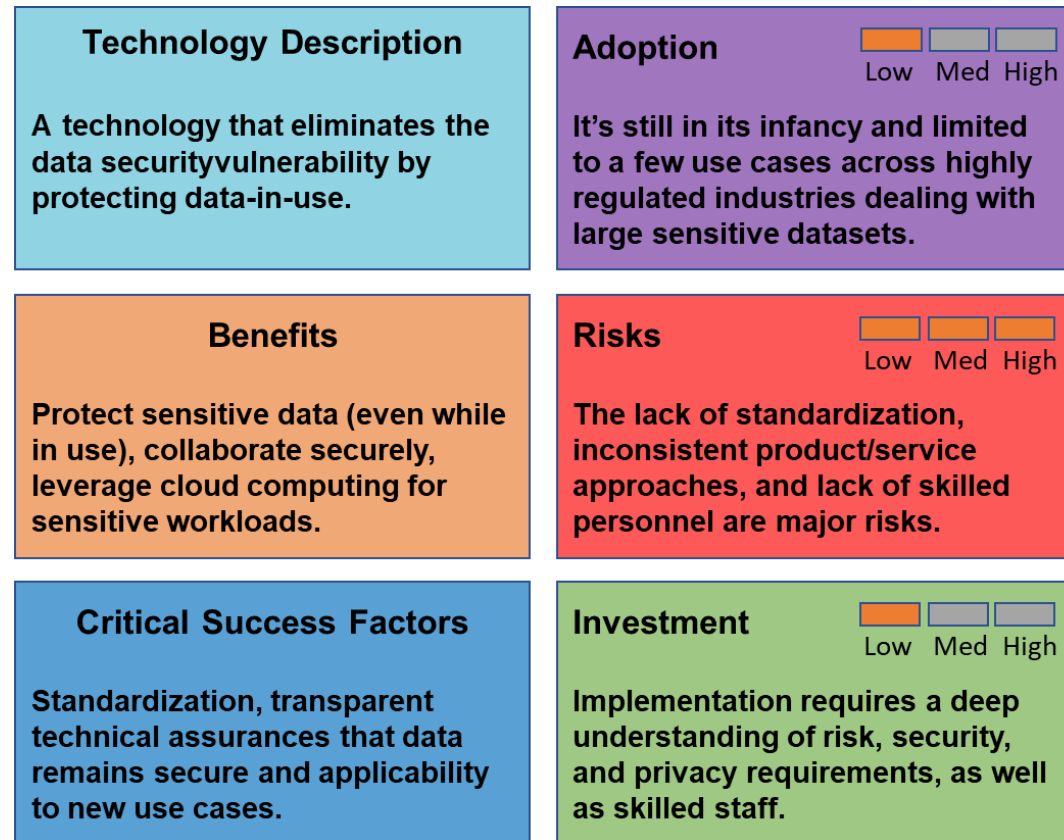 Technology Description
A technology that eliminates the
data securityvulnerability by
protecting data-in-use.
Adoption
Low Med High
It’s still in its infancy and limited
to a few use cases across highly
regulated industries dealing with
large sensitive datasets.
Benefits
Protect sensitive data (even while
in use), collaborate securely,
leverage cloud computing for
sensitive workloads.
Risks
Low Med High
The lack of standardization,
inconsistent product/service
approaches, and lack of skilled
personnel are major risks.
Critical Success Factors
Standardization, transparent
technical assurances that data
remains secure and applicability
to new use cases.
Investment
Low Med High
Implementation requires a deep
understanding of risk, security,
and privacy requirements, as well
as skilled staff.